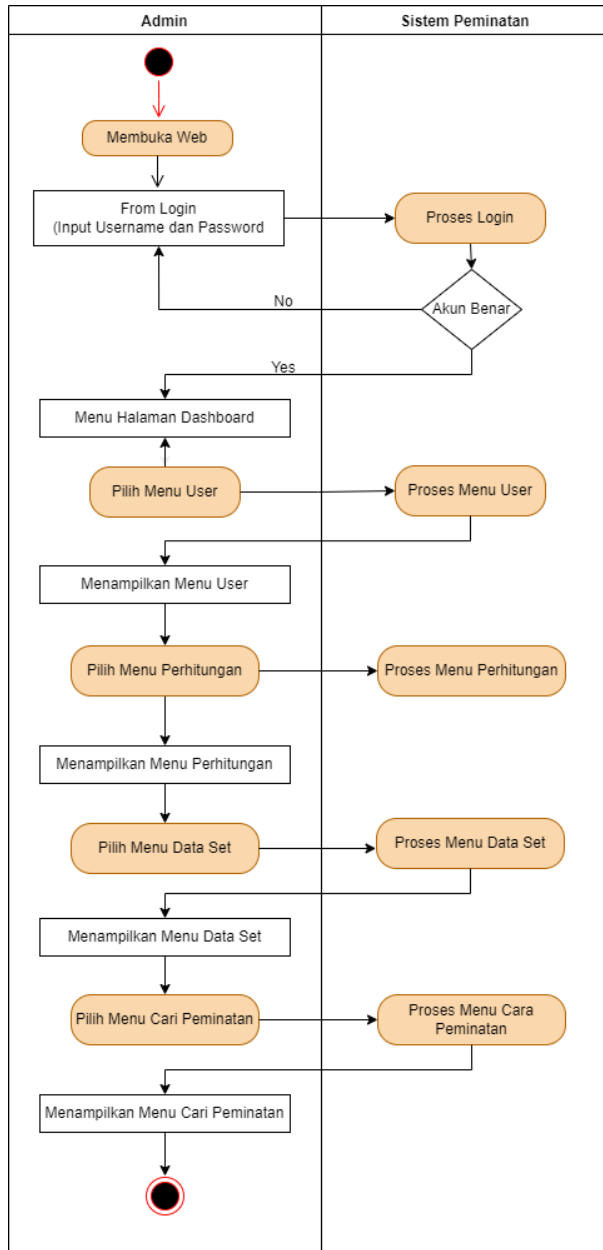 Admin
Sistem Peminatan
Membuka Web
From Login
(Input Username dan Password
Proses Login
Akun Benar
No
Yes
Menu Halaman Dashboard
Pilih Menu User
Proses Menu User
Menampilkan Menu User
Pilih Menu Perhitungan
Proses Menu Perhitungan
Menampilkan Menu Perhitungan
Pilih Menu Data Set
Proses Menu Data Set
Menampilkan Menu Data Set
Pilih Menu Cari Peminatan
Proses Menu Cara
Peminatan
Menampilkan Menu Cari Peminatan